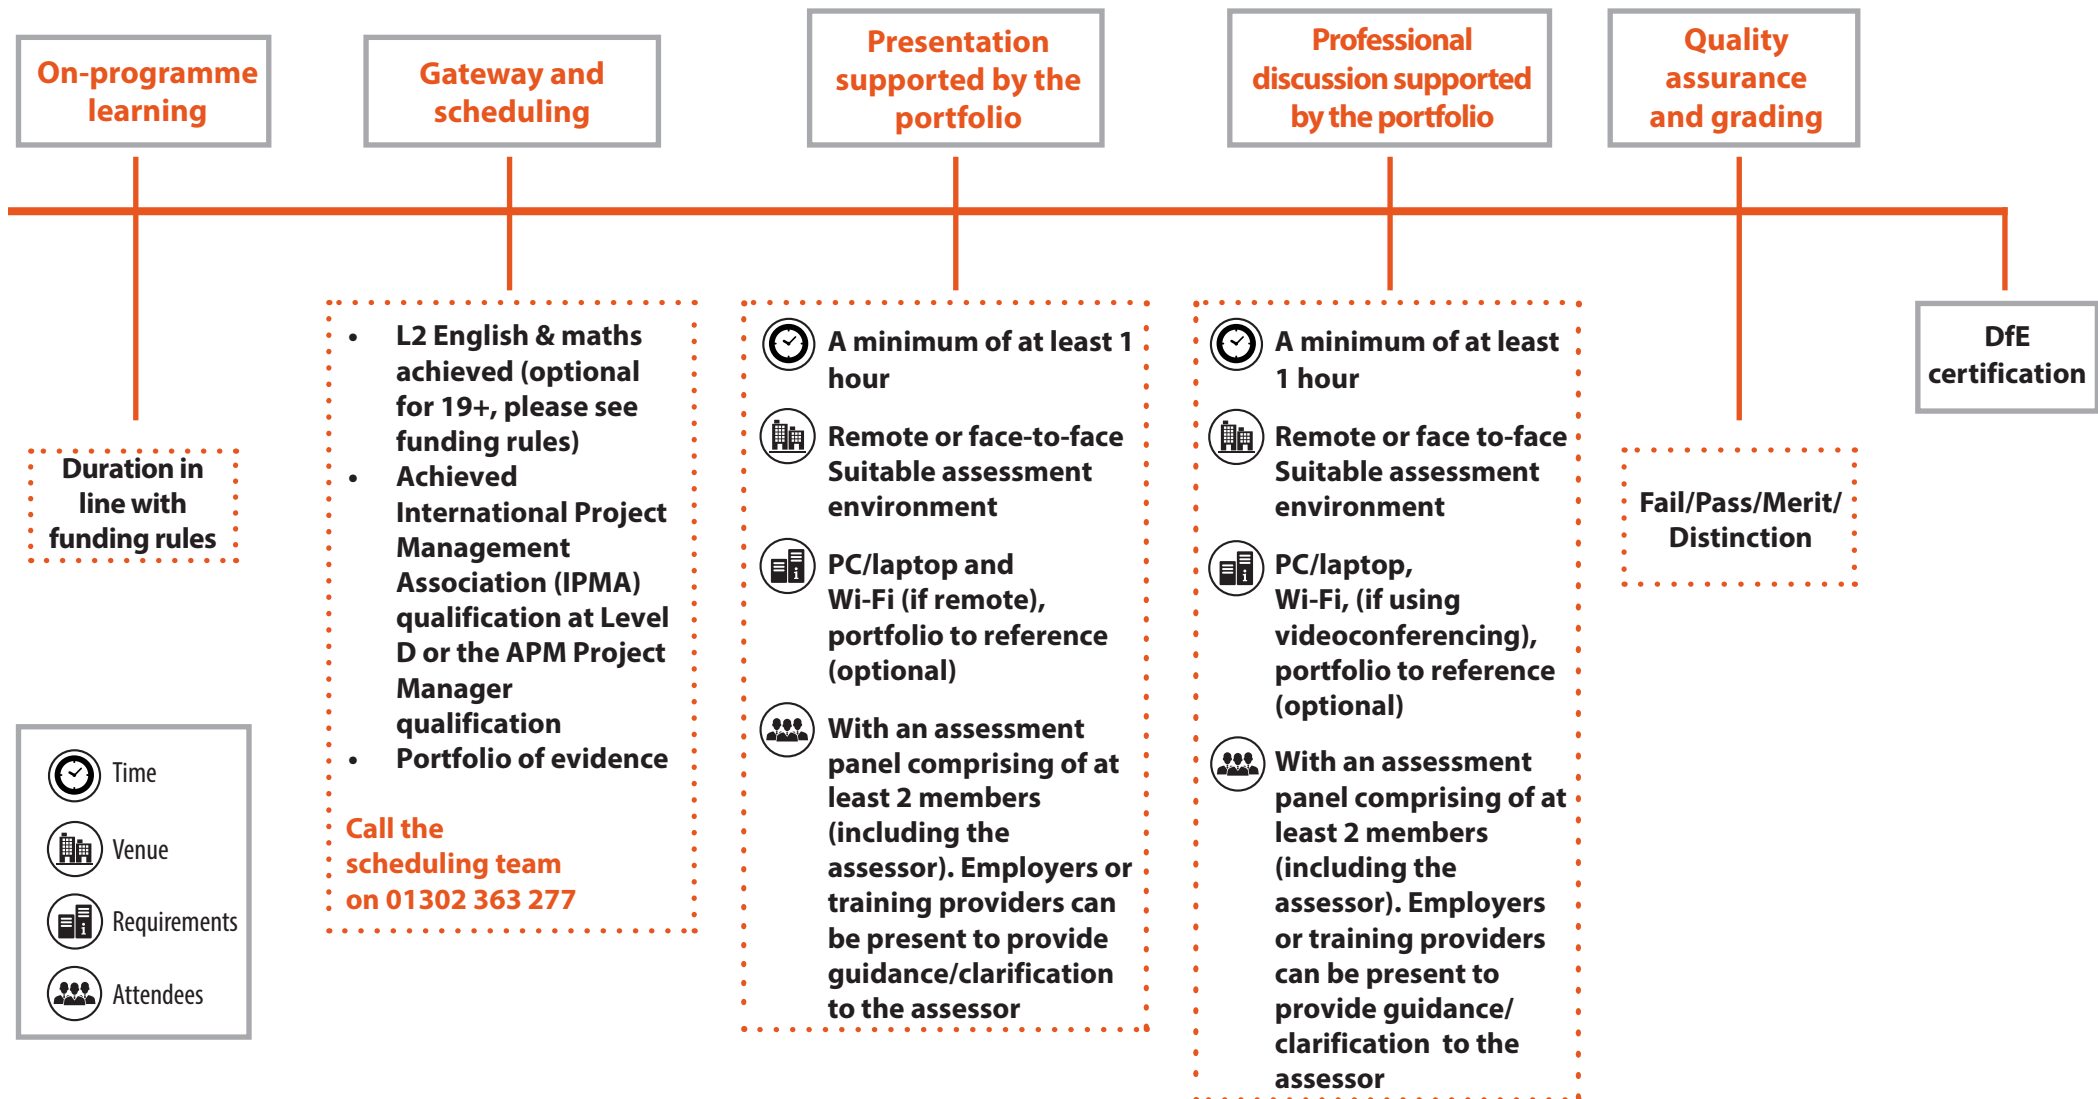 On-programme
learning
Gateway and
scheduling
Presentation
supported by the
portfolio
Professional
discussion supported
by the portfolio
Quality
assurance
and grading
Duration in
line with
funding rules
• L2 English & maths
achieved (optional
for 19+, please see
funding rules)
• Achieved
International Project
Management
Association (IPMA)
qualification at Level
D or the APM Project
Manager
qualification
• Portfolio of evidence
Call the
scheduling team
on 01302 363 277
A minimum of at least 1
hour
Remote or face-to-face
Suitable assessment
environment
PC/laptop and
Wi-Fi (if remote),
portfolio to reference
(optional)
With an assessment
panel comprising of at
least 2 members
(including the
assessor). Employers or
training providers can
be present to provide
guidance/clarification
to the assessor
A minimum of at least
1 hour
Remote or face to-face
Suitable assessment
environment
PC/laptop,
Wi-Fi, (if using
videoconferencing),
portfolio to reference
(optional)
With an assessment
panel comprising of at
least 2 members
(including the
assessor). Employers
or training providers
can be present to
provide guidance/
clarification  to the
assessor
Fail/Pass/Merit/
Distinction
DfE
certification
Time
Venue
Requirements
Attendees